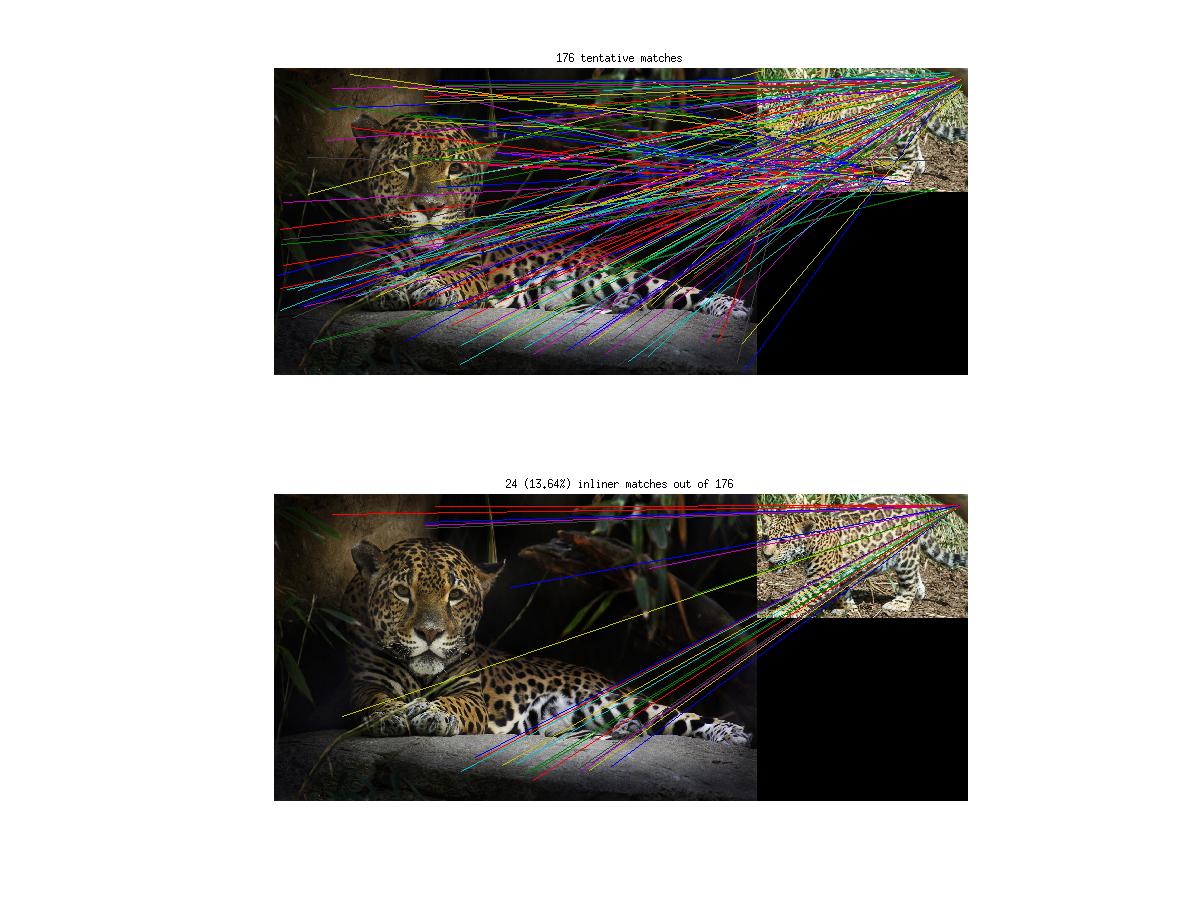 176 tentative matches
24 (13.64%) inliner matches out of 176